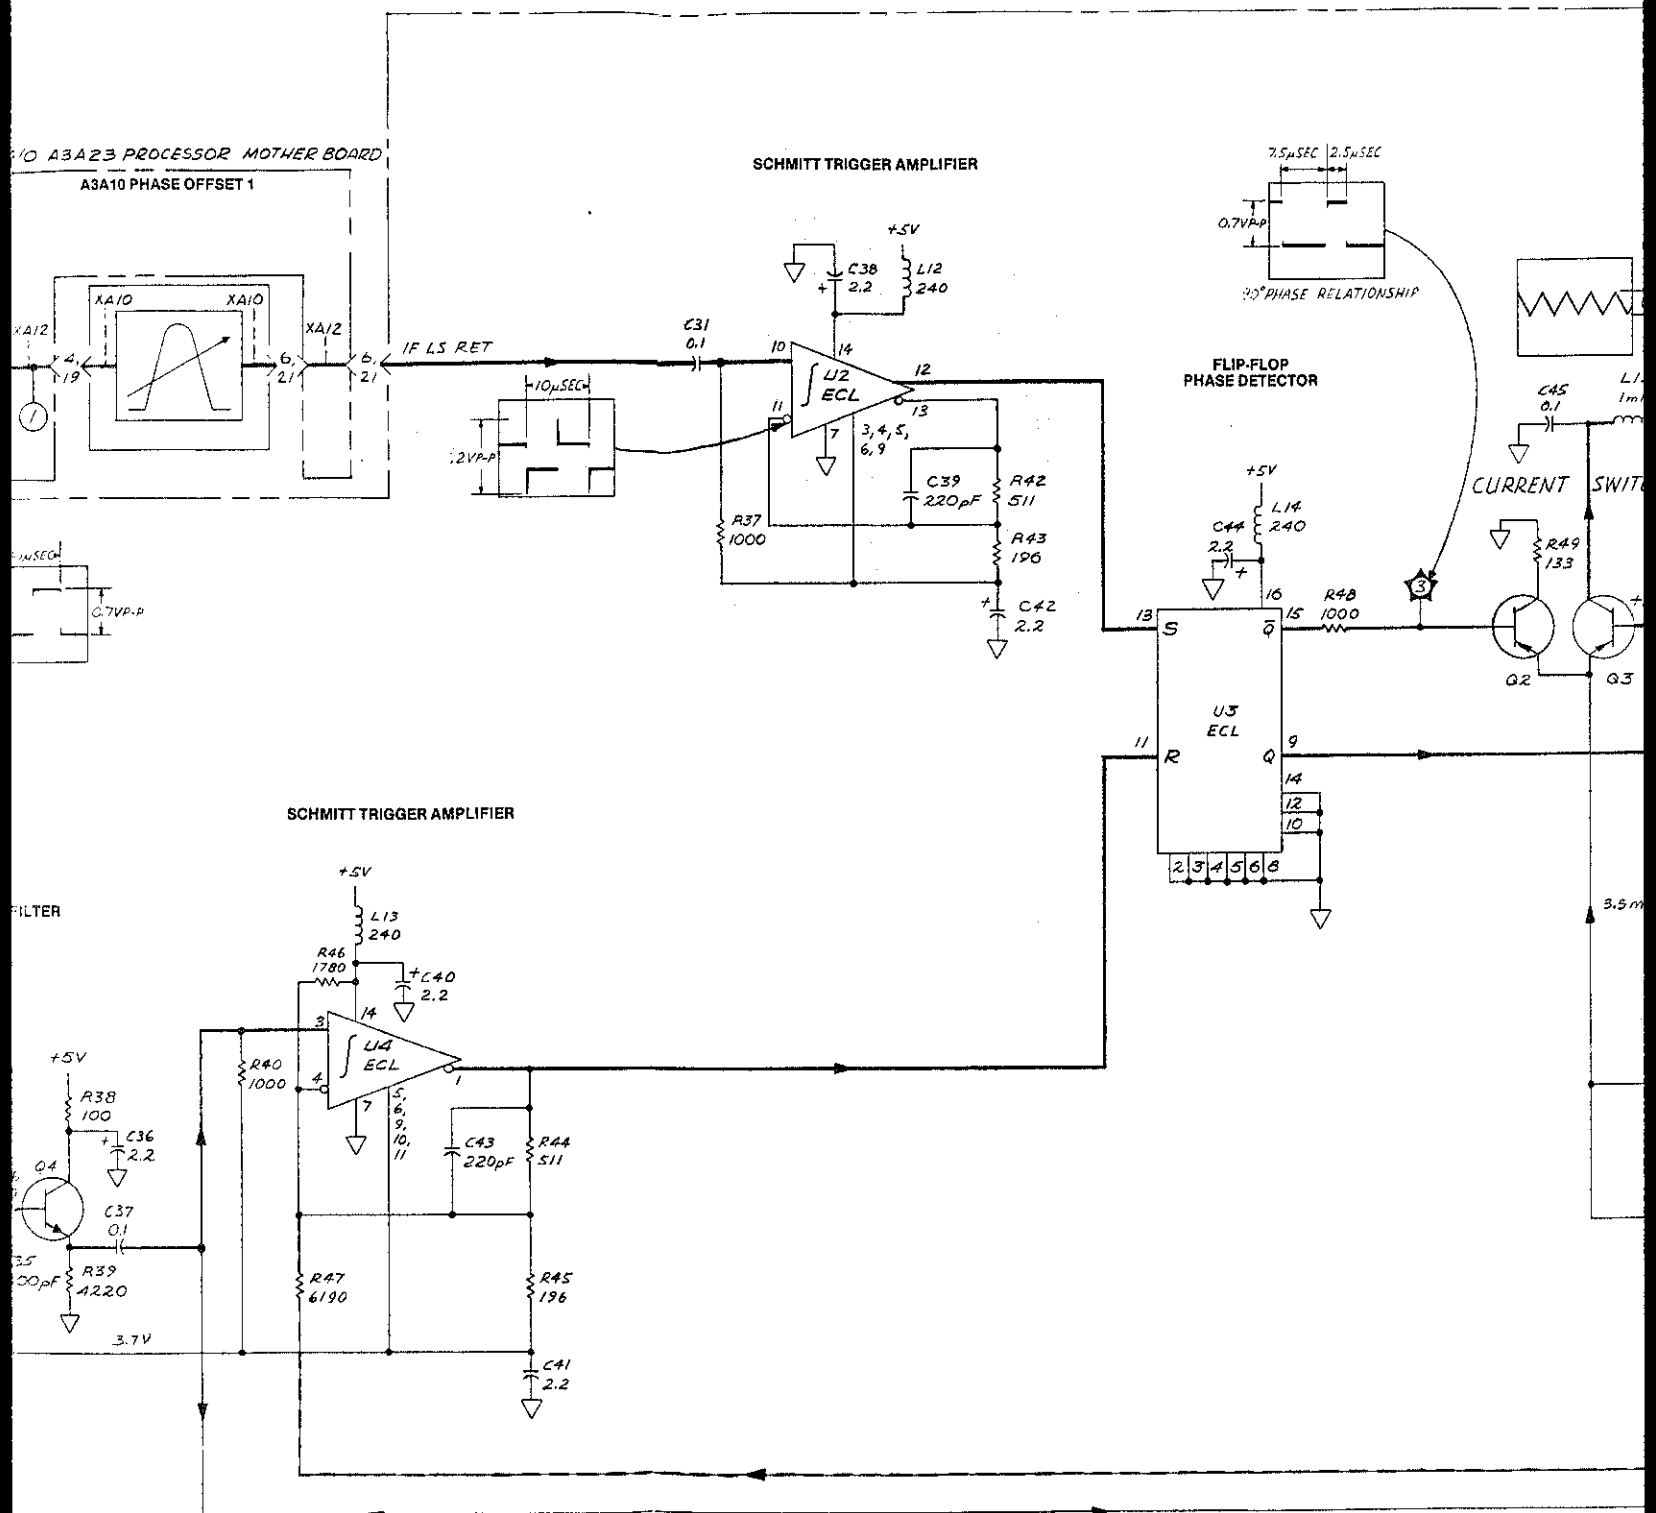 A3A23 PROCESSOR MOTHER BOARD
A3A10 PHASE OFFSET 1
XA12
4,
19
XA10
XA10
6,
21
XA12
6,
21
1
IF LS RET
10µSEC
2VP-P
µSEC
0.7VP-P
SCHMITT TRIGGER AMPLIFIER
+5V
C38
2.2
+
L12
240
C31
0.1
10
14
U2
ECL
12
13
11
7
3,4,5,
6,9
C39
220pF
R42
511
R37
1000
R43
196
+
C42
2.2
7.5µSEC
2.5µSEC
0.7VP-P
90° PHASE RELATIONSHIP
FLIP-FLOP
PHASE DETECTOR
+5V
L14
240
C44
2.2
+
16
13
S
Q̅
15
R48
1000
3
U3
ECL
11
R
Q
9
14
12
10
2 3 4 5 6 8
C45
0.1
CURRENT
R49
133
Q2
Q3
SCHMITT TRIGGER AMPLIFIER
+5V
L13
240
R46
1780
+
C40
2.2
3
14
U4
ECL
4
1
7
5,
6,
9,
10,
11
R40
1000
C43
220pF
R44
511
FILTER
+5V
R38
100
+
C36
2.2
Q4
C37
0.1
R39
4220
R47
6190
R45
196
3.7V
C41
2.2